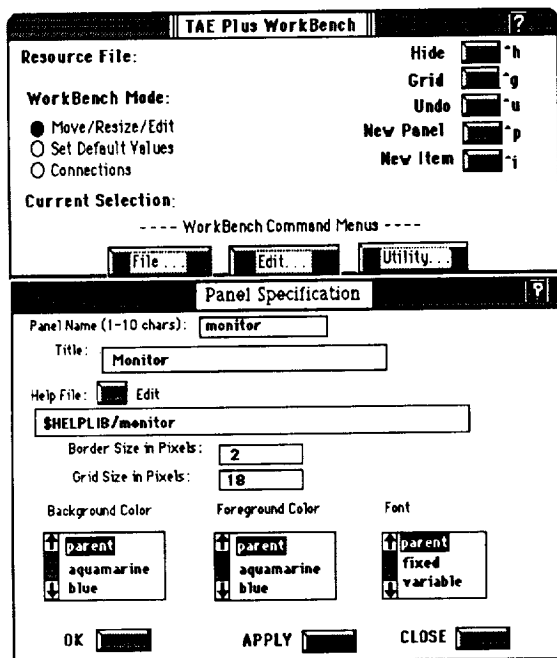 TAE Plus WorkBench ?
Resource File:
Hide ^h
Grid ^g
WorkBench Mode:
Undo ^u
Move/Resize/Edit
New Panel ^p
Set Default Values
New Item ^i
Connections
Current Selection:
---- WorkBench Command Menus ----
File... Edit... Utility...
Panel Specification ?
Panel Name (1-10 chars): monitor
Title: Monitor
Help File: Edit
$HELPLIB/monitor
Border Size in Pixels: 2
Grid Size in Pixels: 18
Background Color Foreground Color Font
parent parent parent
aquamarine aquamarine fixed
blue blue variable
OK APPLY CLOSE